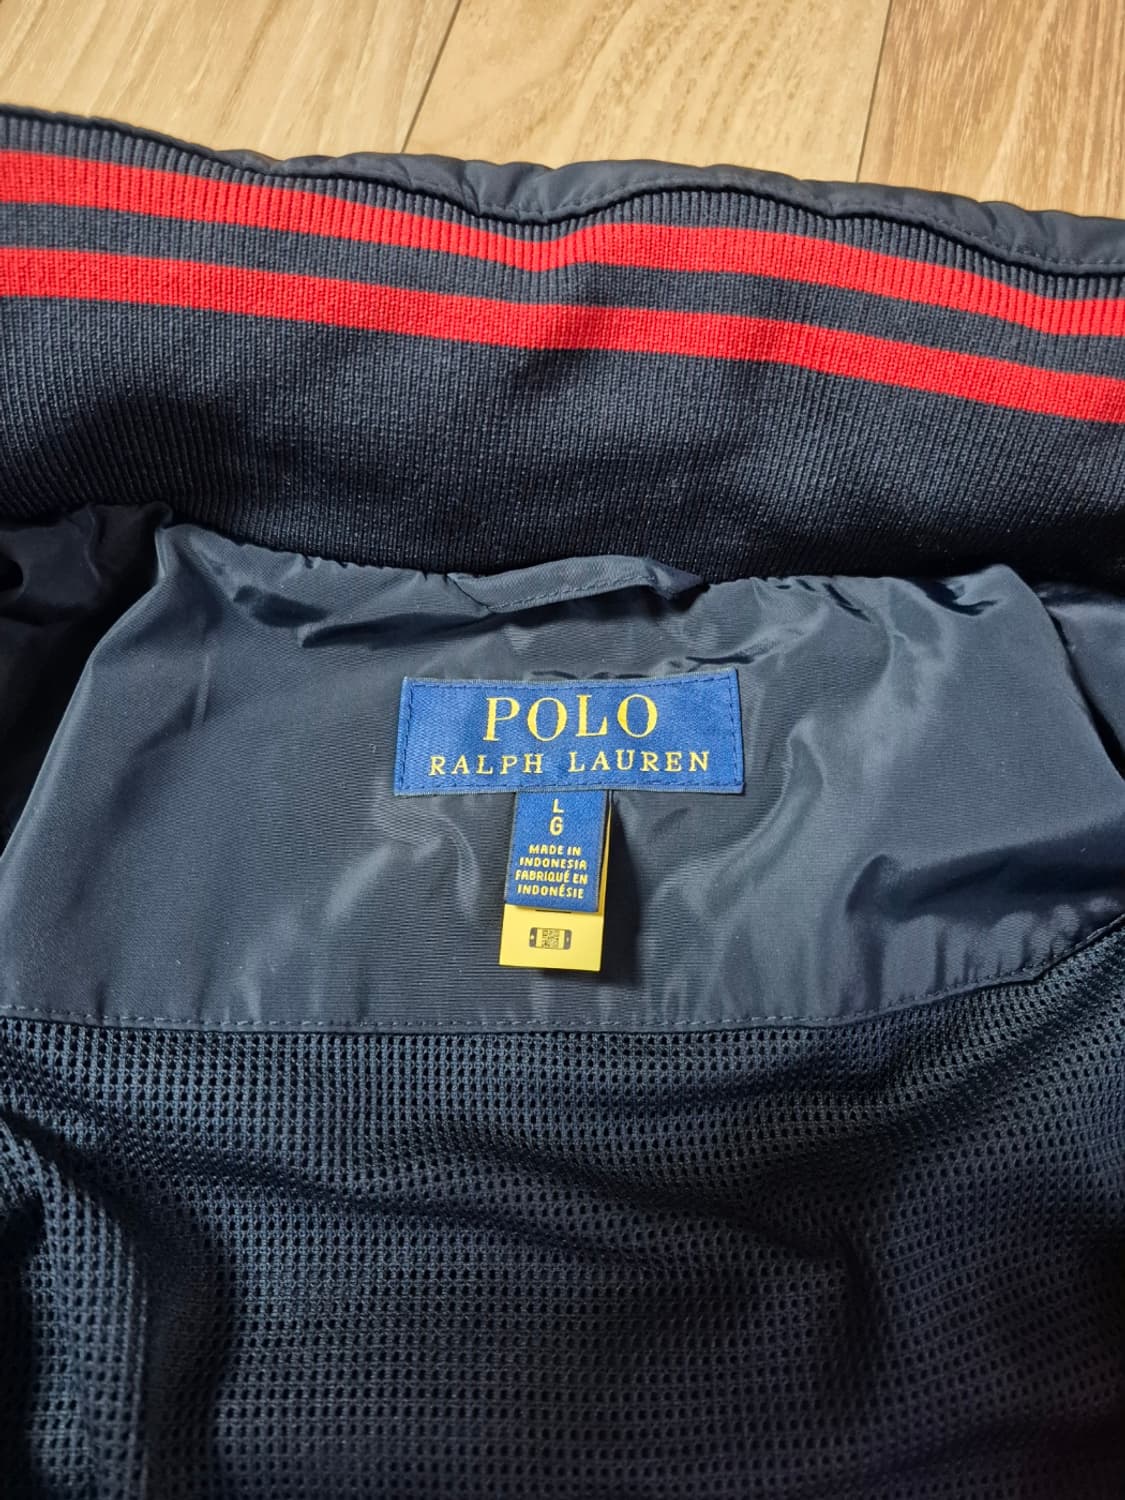 POLO
RALPH LAUREN
L
G
MADE IN
INDONESIA
FABRIQUÉ EN
INDONÉSIE